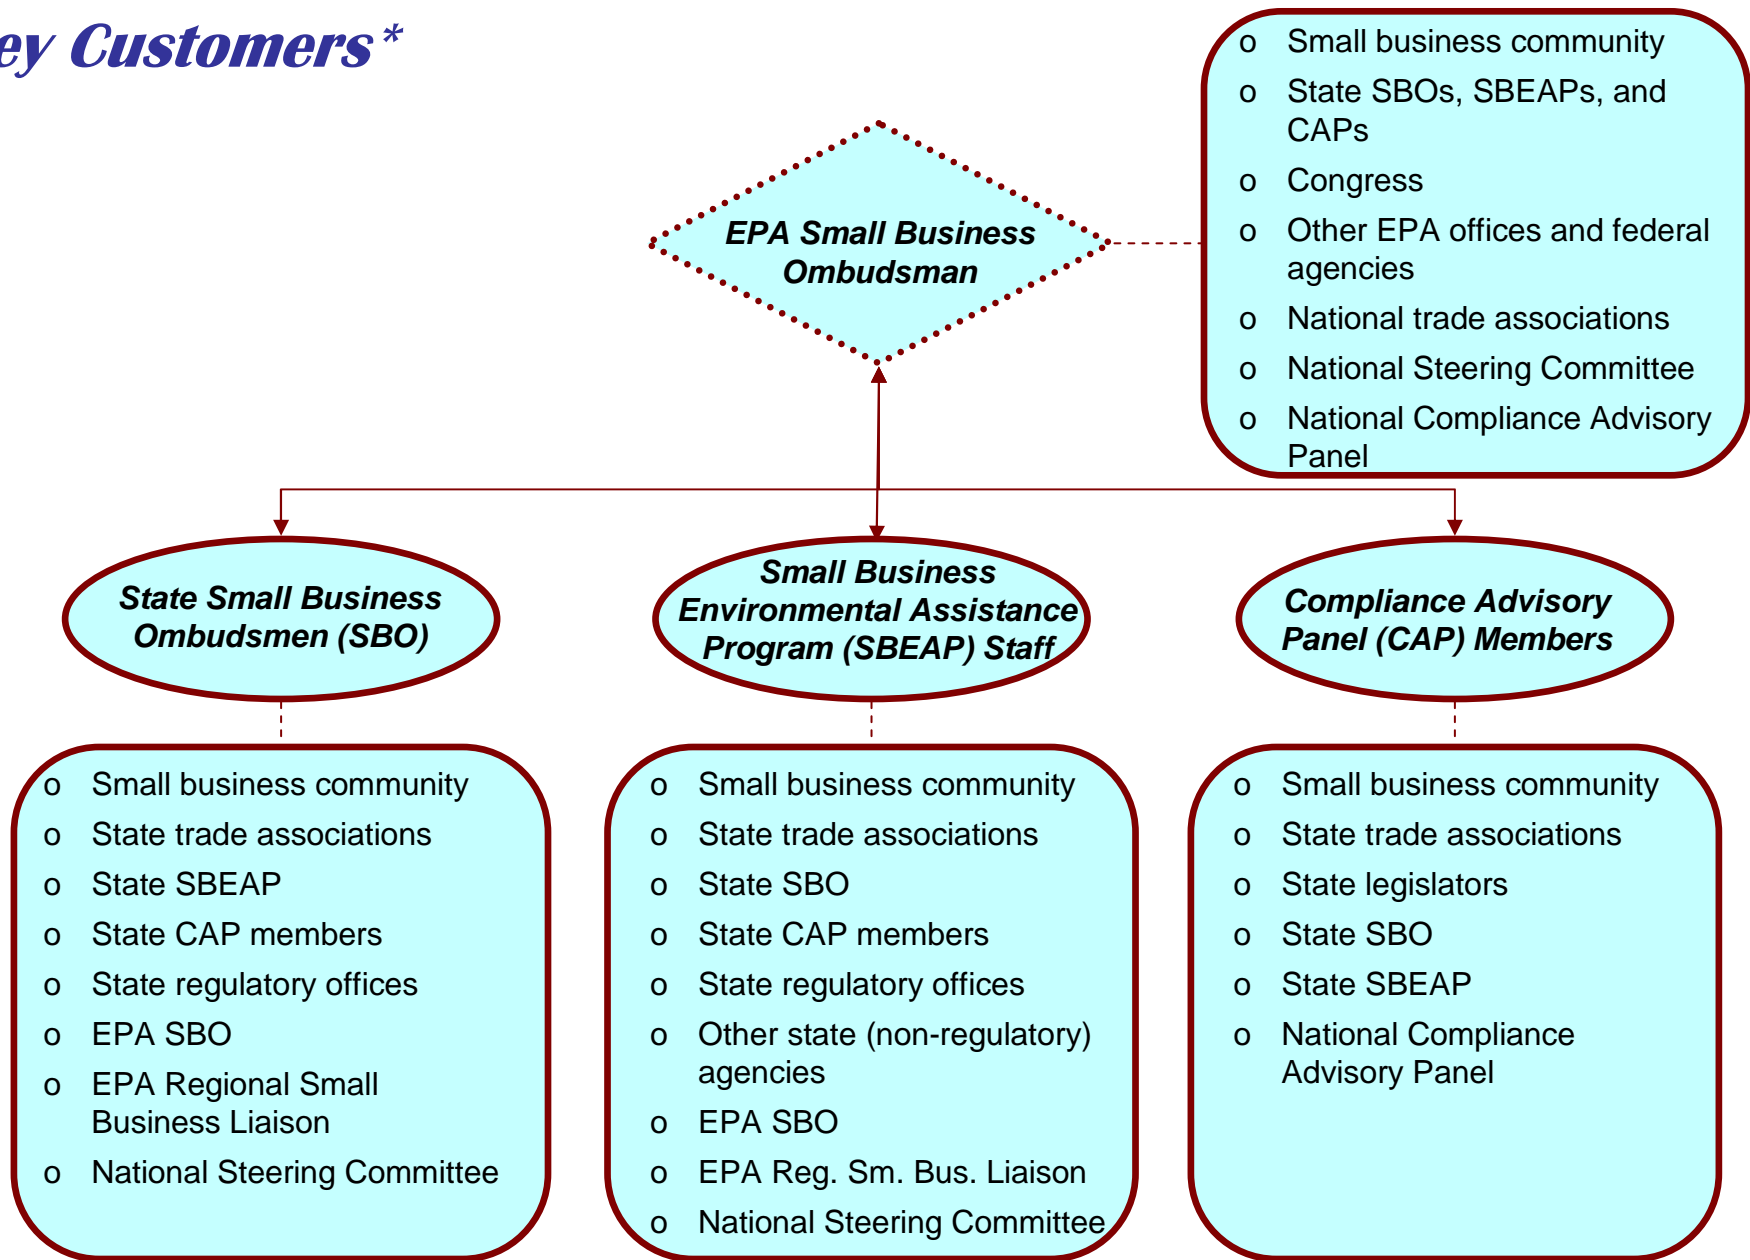 ey Customers*
o Small business community
o State SBOs, SBEAPs, and
CAPs
o Congress
o Other EPA offices and federal
agencies
o National trade associations
o National Steering Committee
o National Compliance Advisory
Panel
EPA Small Business
Ombudsman
State Small Business
Ombudsmen (SBO)
Small Business
Environmental Assistance
Program (SBEAP) Staff
Compliance Advisory
Panel (CAP) Members
o Small business community
o State trade associations
o State SBEAP
o State CAP members
o State regulatory offices
o EPA SBO
o EPA Regional Small
Business Liaison
o National Steering Committee
o Small business community
o State trade associations
o State SBO
o State CAP members
o State regulatory offices
o Other state (non-regulatory)
agencies
o EPA SBO
o EPA Reg. Sm. Bus. Liaison
o National Steering Committee
o Small business community
o State trade associations
o State legislators
o State SBO
o State SBEAP
o National Compliance
Advisory Panel